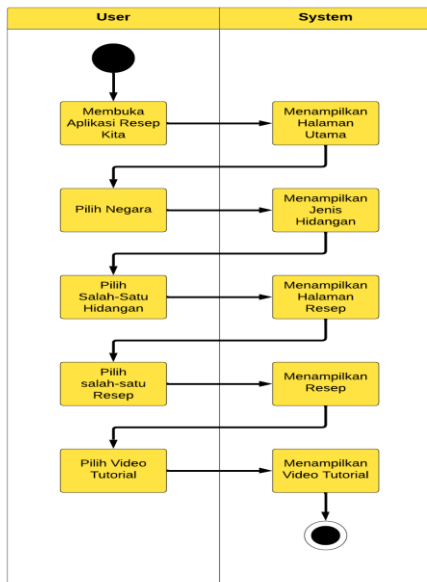 User
System
Membuka
Aplikasi Resep
Kita
Menampilkan
Halaman
Utama
Pilih Negara
Menampilkan
Jenis
Hidangan
Pilih
Salah-Satu
Hidangan
Menampilkan
Halaman
Resep
Pilih
salah-satu
Resep
Menampilkan
Resep
Pilih Video
Tutorial
Menampilkan
Video Tutorial